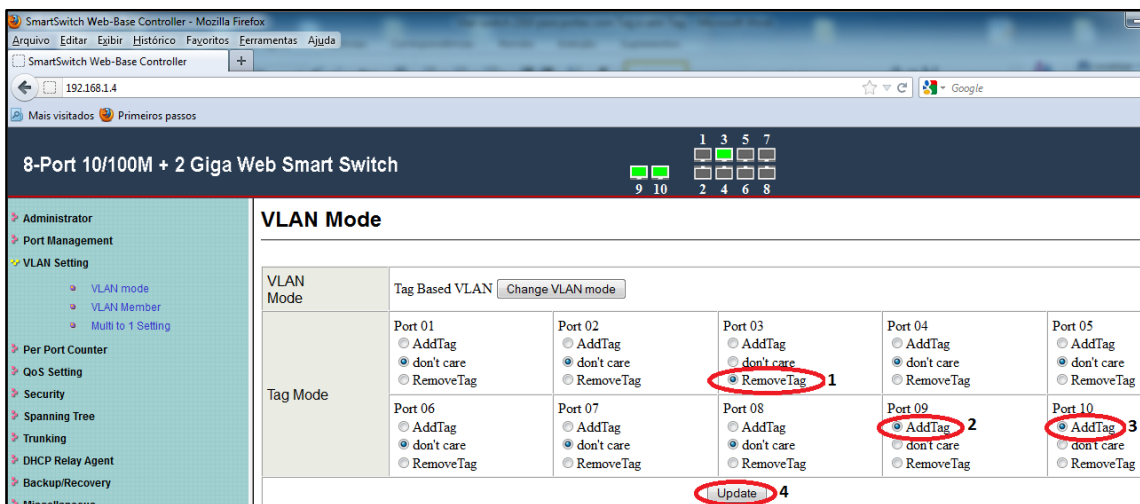 SmartSwitch Web-Base Controller - Mozilla Firefox
Arquivo Editar Exibir Histórico Favoritos Ferramentas Ajuda
SmartSwitch Web-Base Controller +
192.168.1.4
Google
Mais visitados Primeiros passos
8-Port 10/100M + 2 Giga Web Smart Switch
1 3 5 7
9 10 2 4 6 8
Administrator
Port Management
VLAN Setting
VLAN mode
VLAN Member
Multi to 1 Setting
Per Port Counter
QoS Setting
Security
Spanning Tree
Trunking
DHCP Relay Agent
Backup/Recovery
Miscellaneous
VLAN Mode
VLAN
Mode
Tag Based VLAN Change VLAN mode
Tag Mode
Port 01
AddTag
don't care
RemoveTag
Port 02
AddTag
don't care
RemoveTag
Port 03
AddTag
don't care
RemoveTag 1
Port 04
AddTag
don't care
RemoveTag
Port 05
AddTag
don't care
RemoveTag
Port 06
AddTag
don't care
RemoveTag
Port 07
AddTag
don't care
RemoveTag
Port 08
AddTag
don't care
RemoveTag
Port 09
AddTag 2
don't care
RemoveTag
Port 10
AddTag 3
don't care
RemoveTag
Update 4